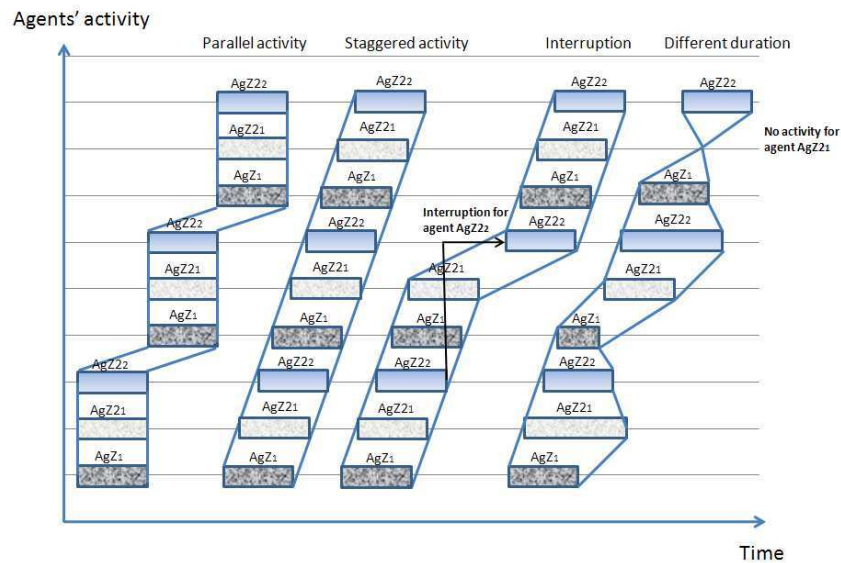 Agents' activity
Parallel activity Staggered activity Interruption Different duration
AgZ22 AgZ22 AgZ22 AgZ22
AgZ21 AgZ21 AgZ21
No activity for
agent AgZ21
AgZ1 AgZ1 AgZ1 AgZ1
Interruption for
agent AgZ22
AgZ22 AgZ22 AgZ22 AgZ22
AgZ21 AgZ21 AgZ21 AgZ21
AgZ1 AgZ1 AgZ1 AgZ1
AgZ22 AgZ22 AgZ22 AgZ22
AgZ21 AgZ21 AgZ21 AgZ21
AgZ1 AgZ1 AgZ1 AgZ1
Time